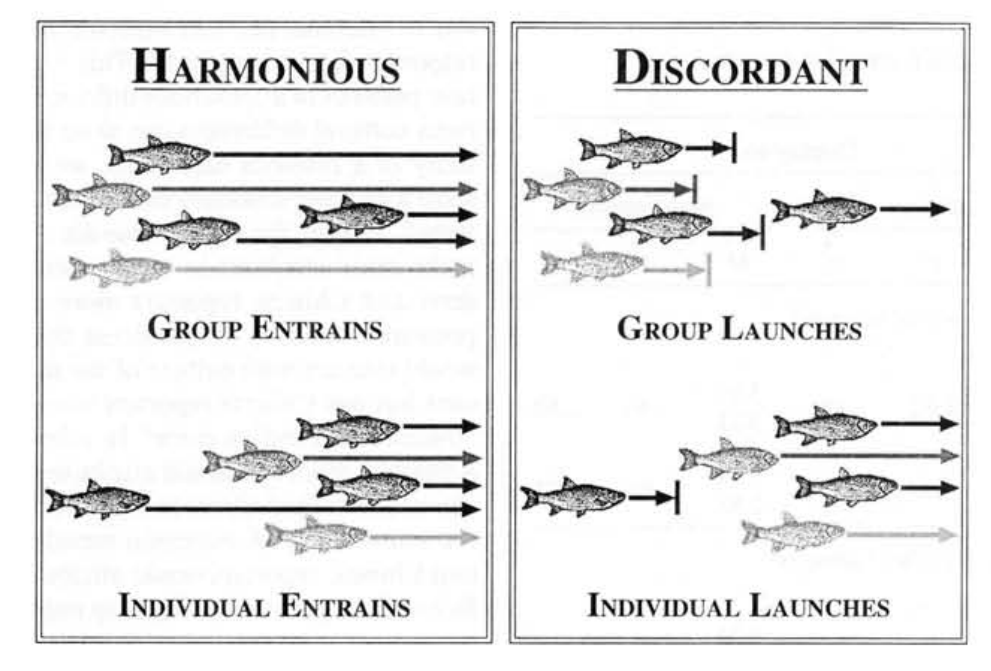 HARMONIOUS
GROUP ENTRAINS
INDIVIDUAL ENTRAINS
DISCORDANT
GROUP LAUNCHES
INDIVIDUAL LAUNCHES